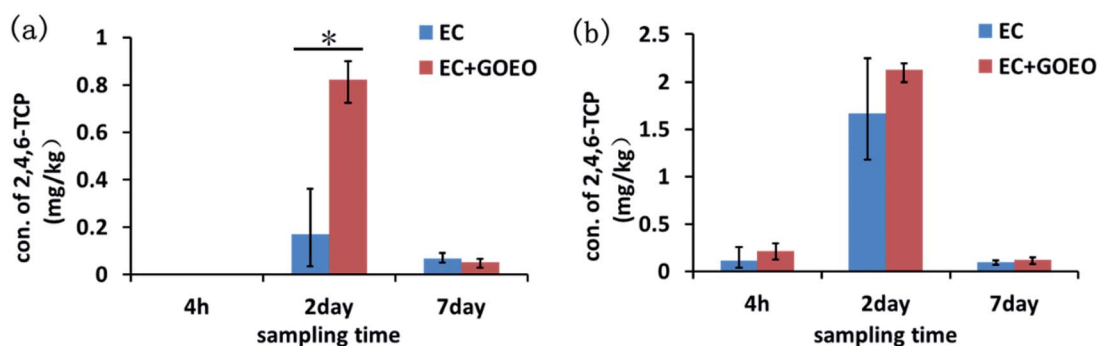 (a)
con. of 2,4,6-TCP
(mg/kg)
1
0.8
0.6
0.4
0.2
0
*
EC
EC+GOEO
4h 2day 7day
sampling time
(b)
con. of 2,4,6-TCP
(mg/kg)
2.5
2
1.5
1
0.5
0
EC
EC+GOEO
4h 2day 7day
sampling time